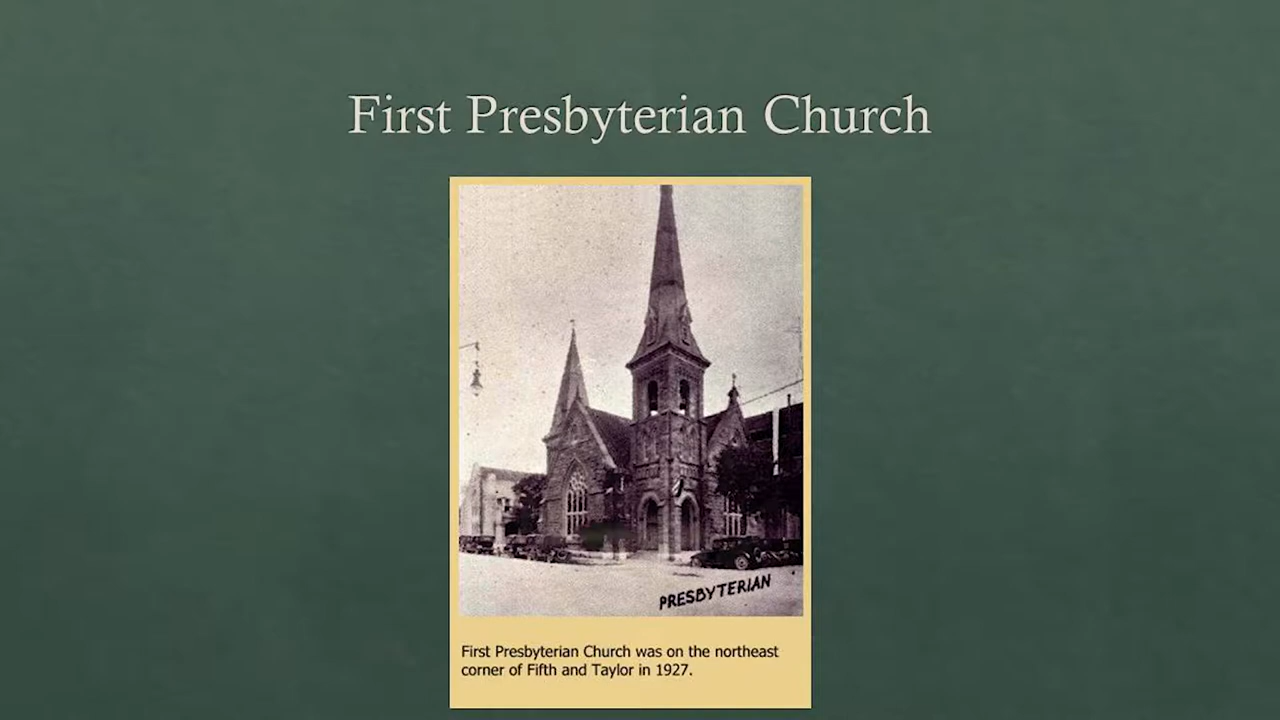 First Presbyterian Church
PRESBYTERIAN
First Presbyterian Church was on the northeast
corner of Fifth and Taylor in 1927.